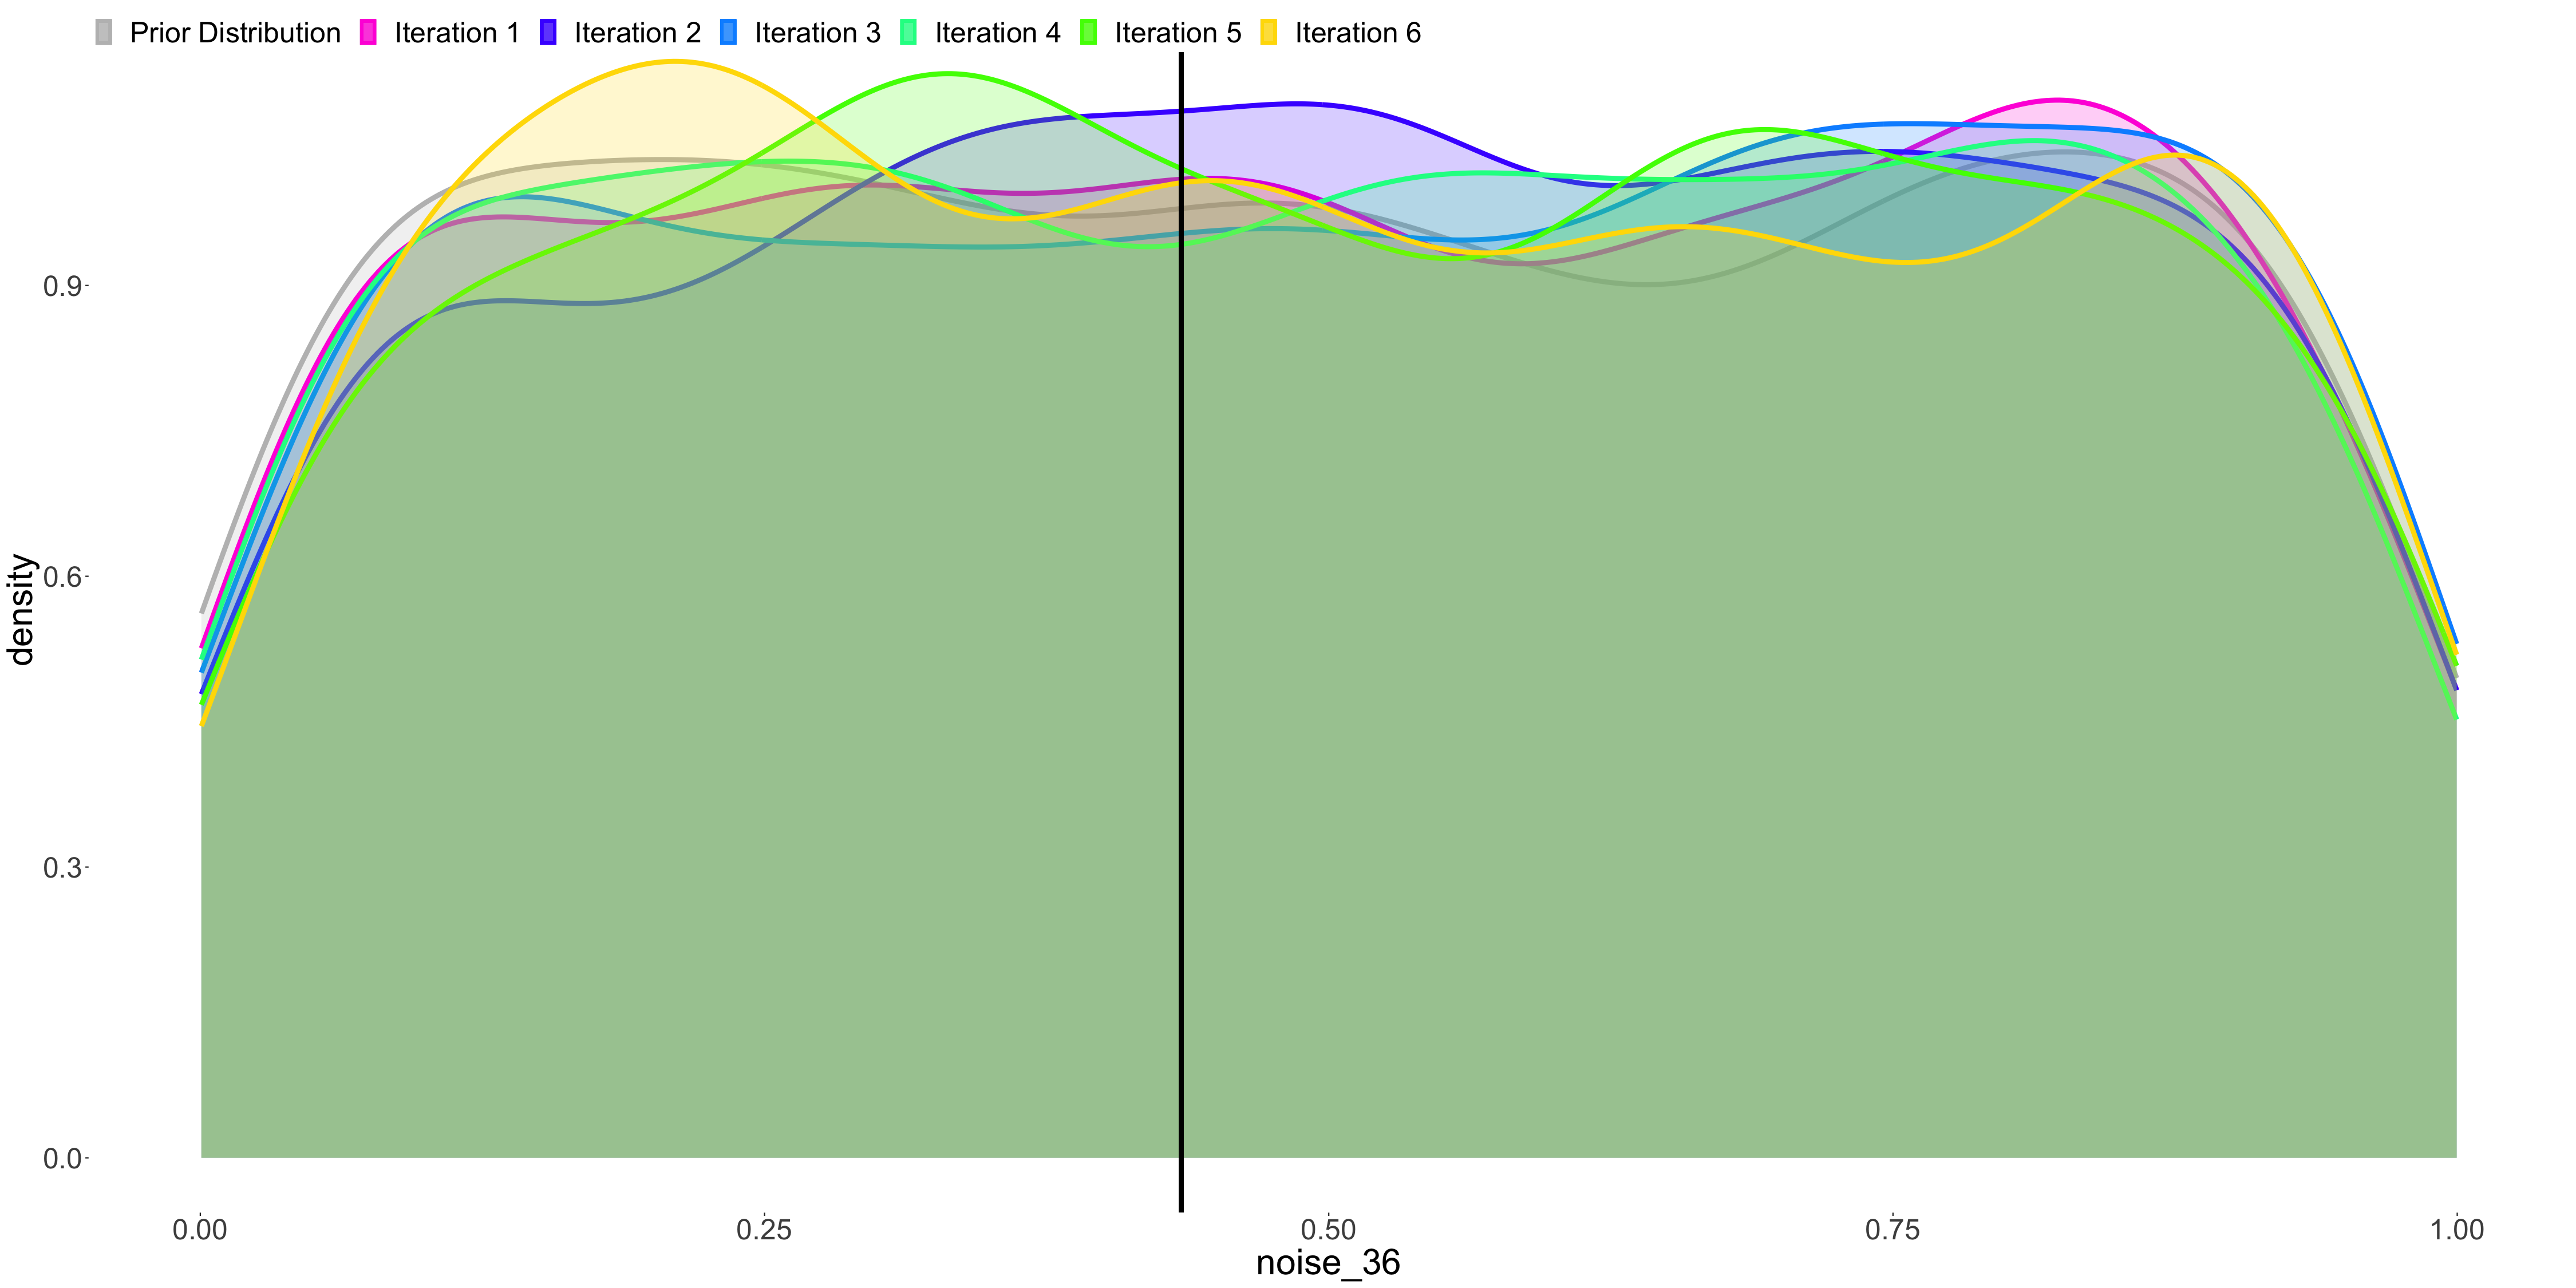 Prior Distribution Iteration 1 Iteration 2 Iteration 3 Iteration 4 Iteration 5 Iteration 6
density
0.9
0.6
0.3
0.0
0.00 0.25 0.50 0.75 1.00
noise_36